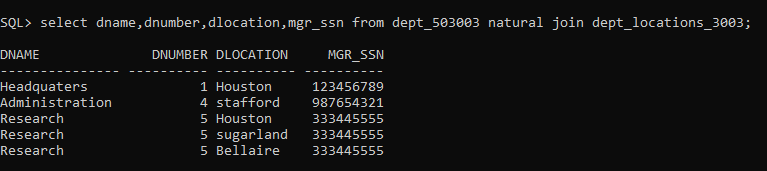 SQL> select dname,dnumber,dlocation,mgr_ssn from dept_503003 natural join dept_locations_3003;
DNAME DNUMBER DLOCATION MGR_SSN
--------------- ---------- ---------- ----------
Headquaters 1 Houston 123456789
Administration 4 stafford 987654321
Research 5 Houston 333445555
Research 5 sugarland 333445555
Research 5 Bellaire 333445555